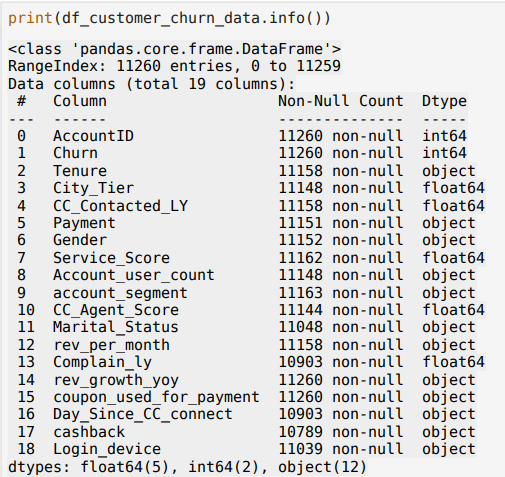 print(df_customer_churn_data.info())
<class 'pandas.core.frame.DataFrame'>
RangeIndex: 11260 entries, 0 to 11259
Data columns (total 19 columns):
 #   Column                   Non-Null Count  Dtype
---  ------                   --------------  -----
 0   AccountID                11260 non-null  int64
 1   Churn                    11260 non-null  int64
 2   Tenure                   11158 non-null  object
 3   City_Tier                11148 non-null  float64
 4   CC_Contacted_LY          11158 non-null  float64
 5   Payment                  11151 non-null  object
 6   Gender                   11152 non-null  object
 7   Service_Score            11162 non-null  float64
 8   Account_user_count       11148 non-null  object
 9   account_segment          11163 non-null  object
 10  CC_Agent_Score           11144 non-null  float64
 11  Marital_Status           11048 non-null  object
 12  rev_per_month            11158 non-null  object
 13  Complain_ly              10903 non-null  float64
 14  rev_growth_yoy           11260 non-null  object
 15  coupon_used_for_payment  11260 non-null  object
 16  Day_Since_CC_connect     10903 non-null  object
 17  cashback                 10789 non-null  object
 18  Login_device             11039 non-null  object
dtypes: float64(5), int64(2), object(12)